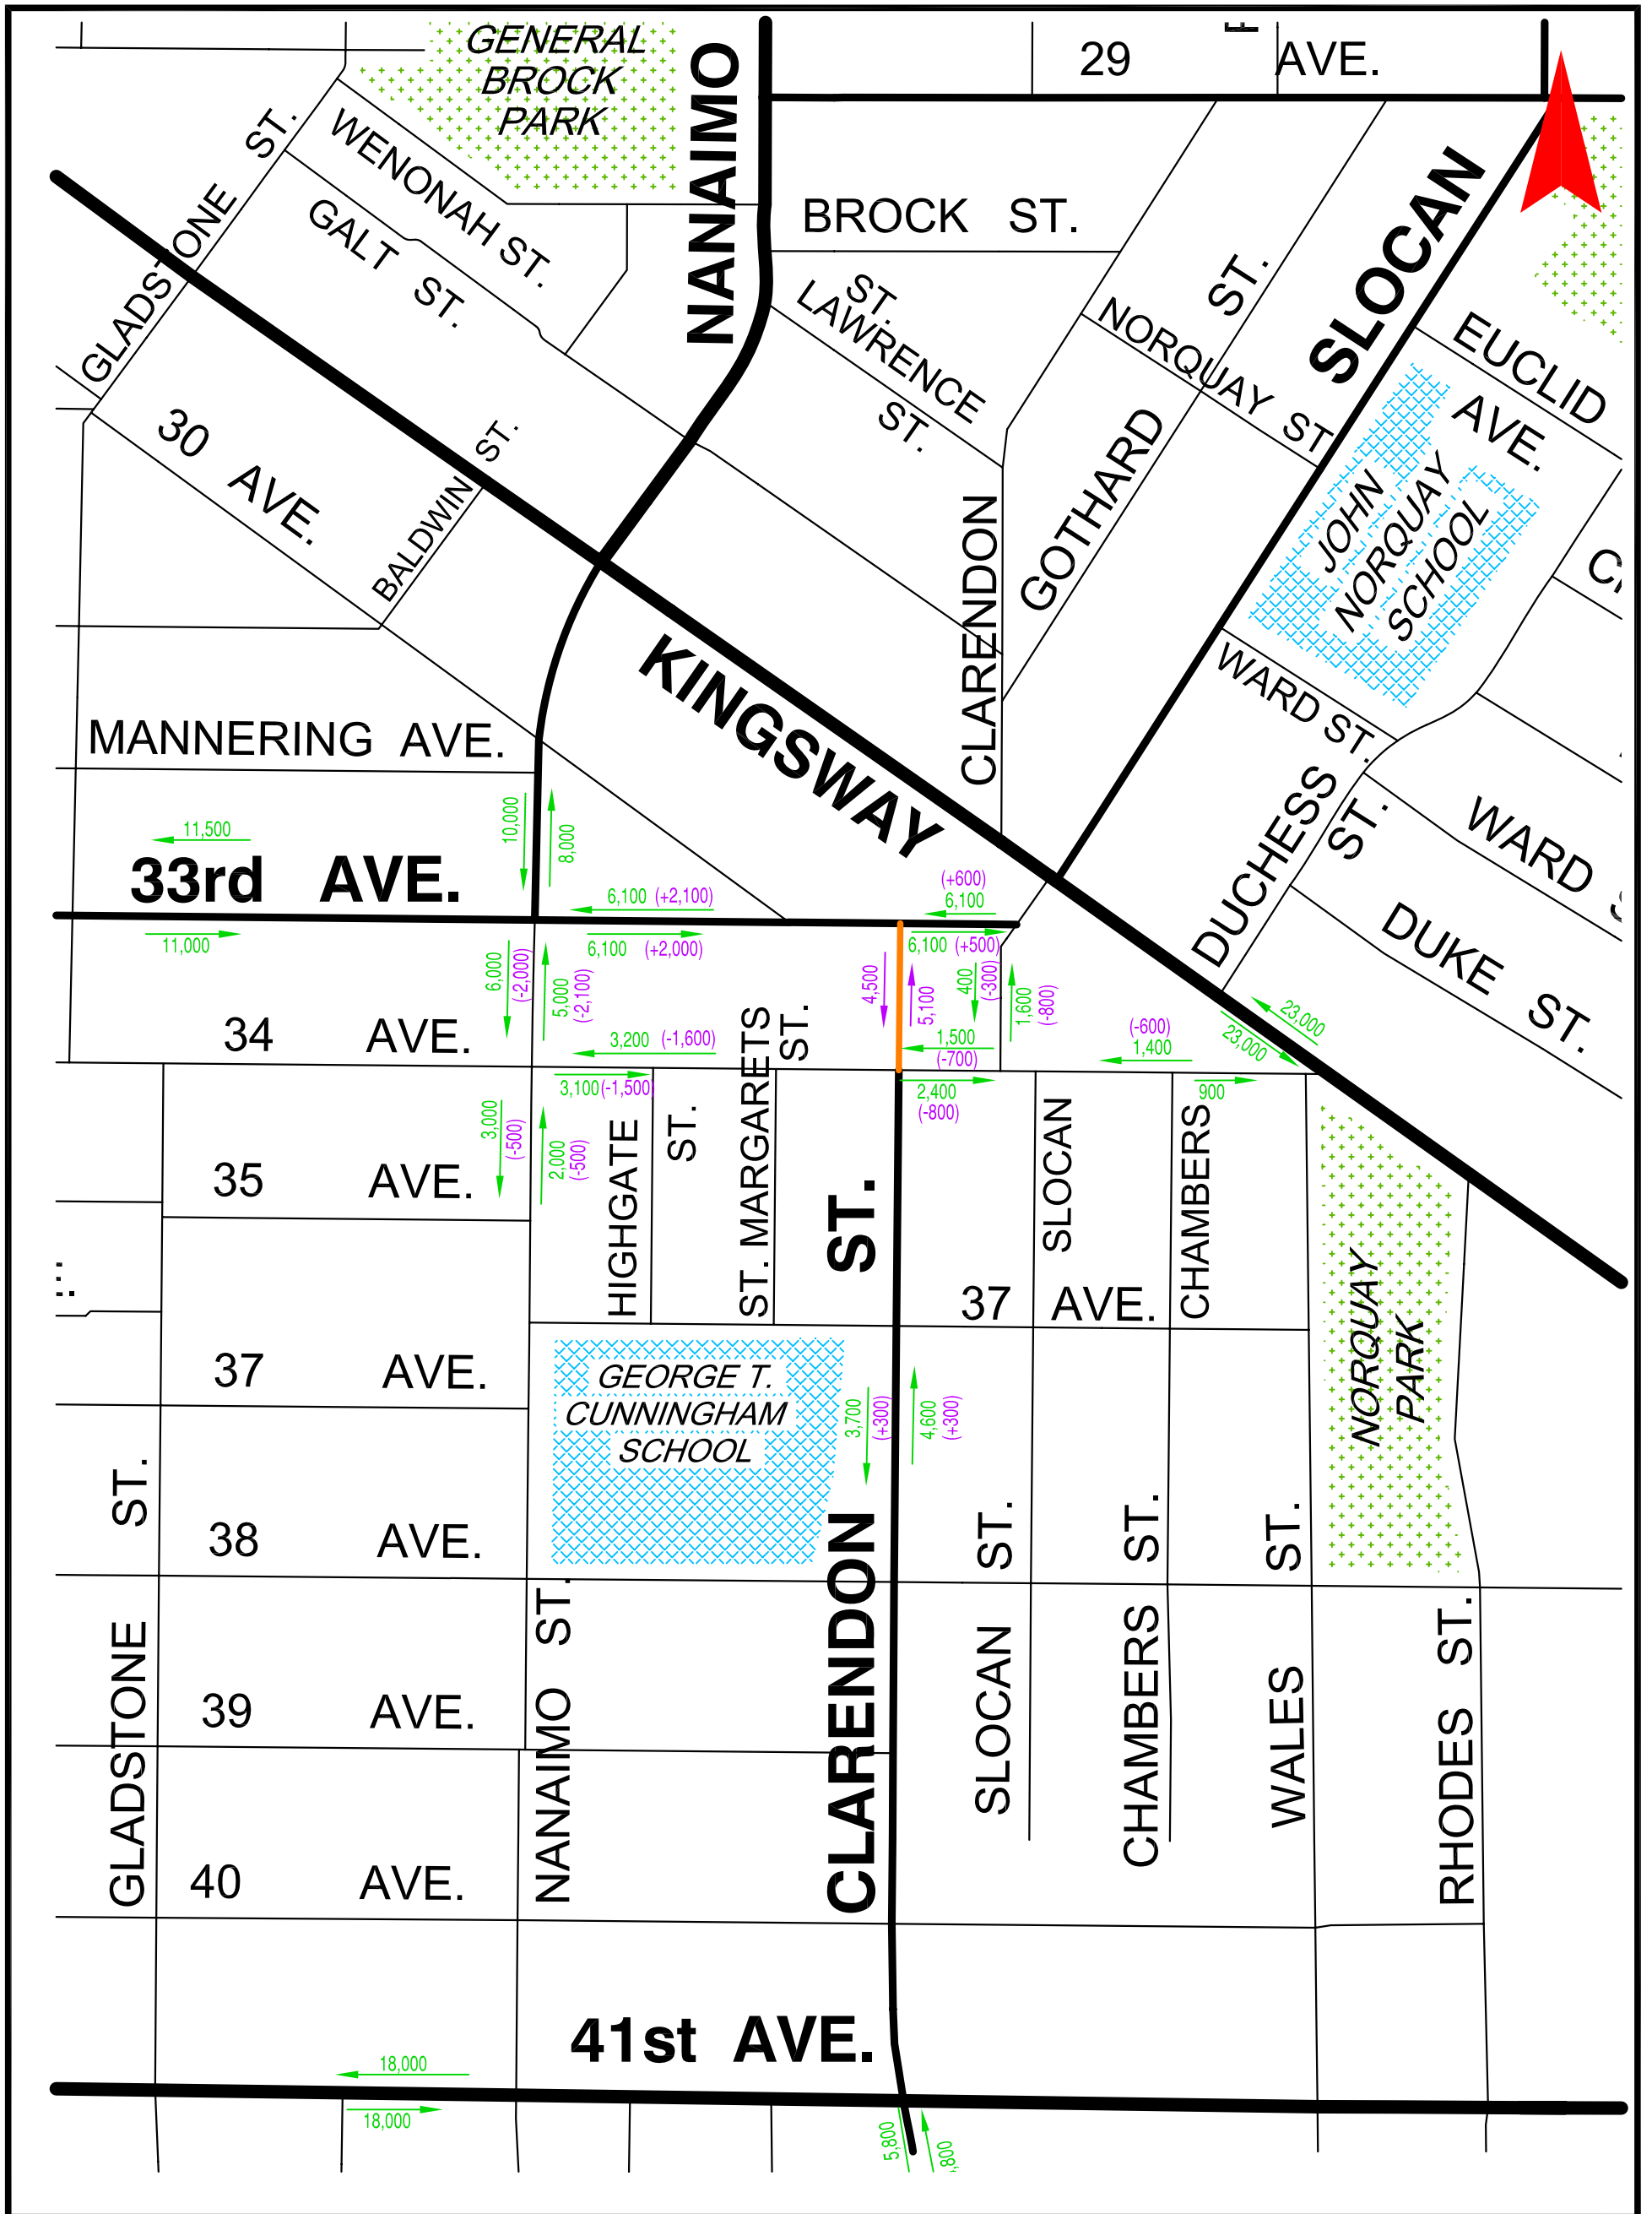 GENERAL
BROCK
PARK
NANAIMO
29 AVE.
GLADSTONE ST.
WENONAH ST.
GALT ST.
BROCK ST.
ST.
LAWRENCE
ST.
NORQUAY ST
GOTHARD ST.
SLOCAN
EUCLID
AVE.
JOHN
NORQUAY
SCHOOL
30 AVE.
BALDWIN ST.
CLARENDON
KINGSWAY
WARD ST.
DUCHESS ST.
WARD
DUKE ST.
MANNERING AVE.
10,000
8,000
11,500
33rd AVE.
11,000
6,100 (+2,100)
6,100 (+2,000)
(+600)
6,100
6,100 (+500)
6,000
(-2,000)
5,000
(-2,100)
4,500
5,100
400
(-300)
1,600
(-800)
23,000
23,000
34 AVE.
3,200 (-1,600)
3,100 (-1,500)
1,500
(-700)
2,400
(-800)
(-600)
1,400
900
3,000
(-500)
2,000
(-500)
35 AVE.
HIGHGATE ST.
ST. MARGARETS ST.
ST.
SLOCAN
CHAMBERS
37 AVE.
NORQUAY
PARK
37 AVE.
GEORGE T.
CUNNINGHAM
SCHOOL
3,700
(+300)
4,600
(+300)
38 AVE.
GLADSTONE ST.
NANAIMO ST.
CLARENDON
SLOCAN ST.
CHAMBERS ST.
WALES ST.
RHODES ST.
39 AVE.
40 AVE.
41st AVE.
18,000
18,000
5,800
,800